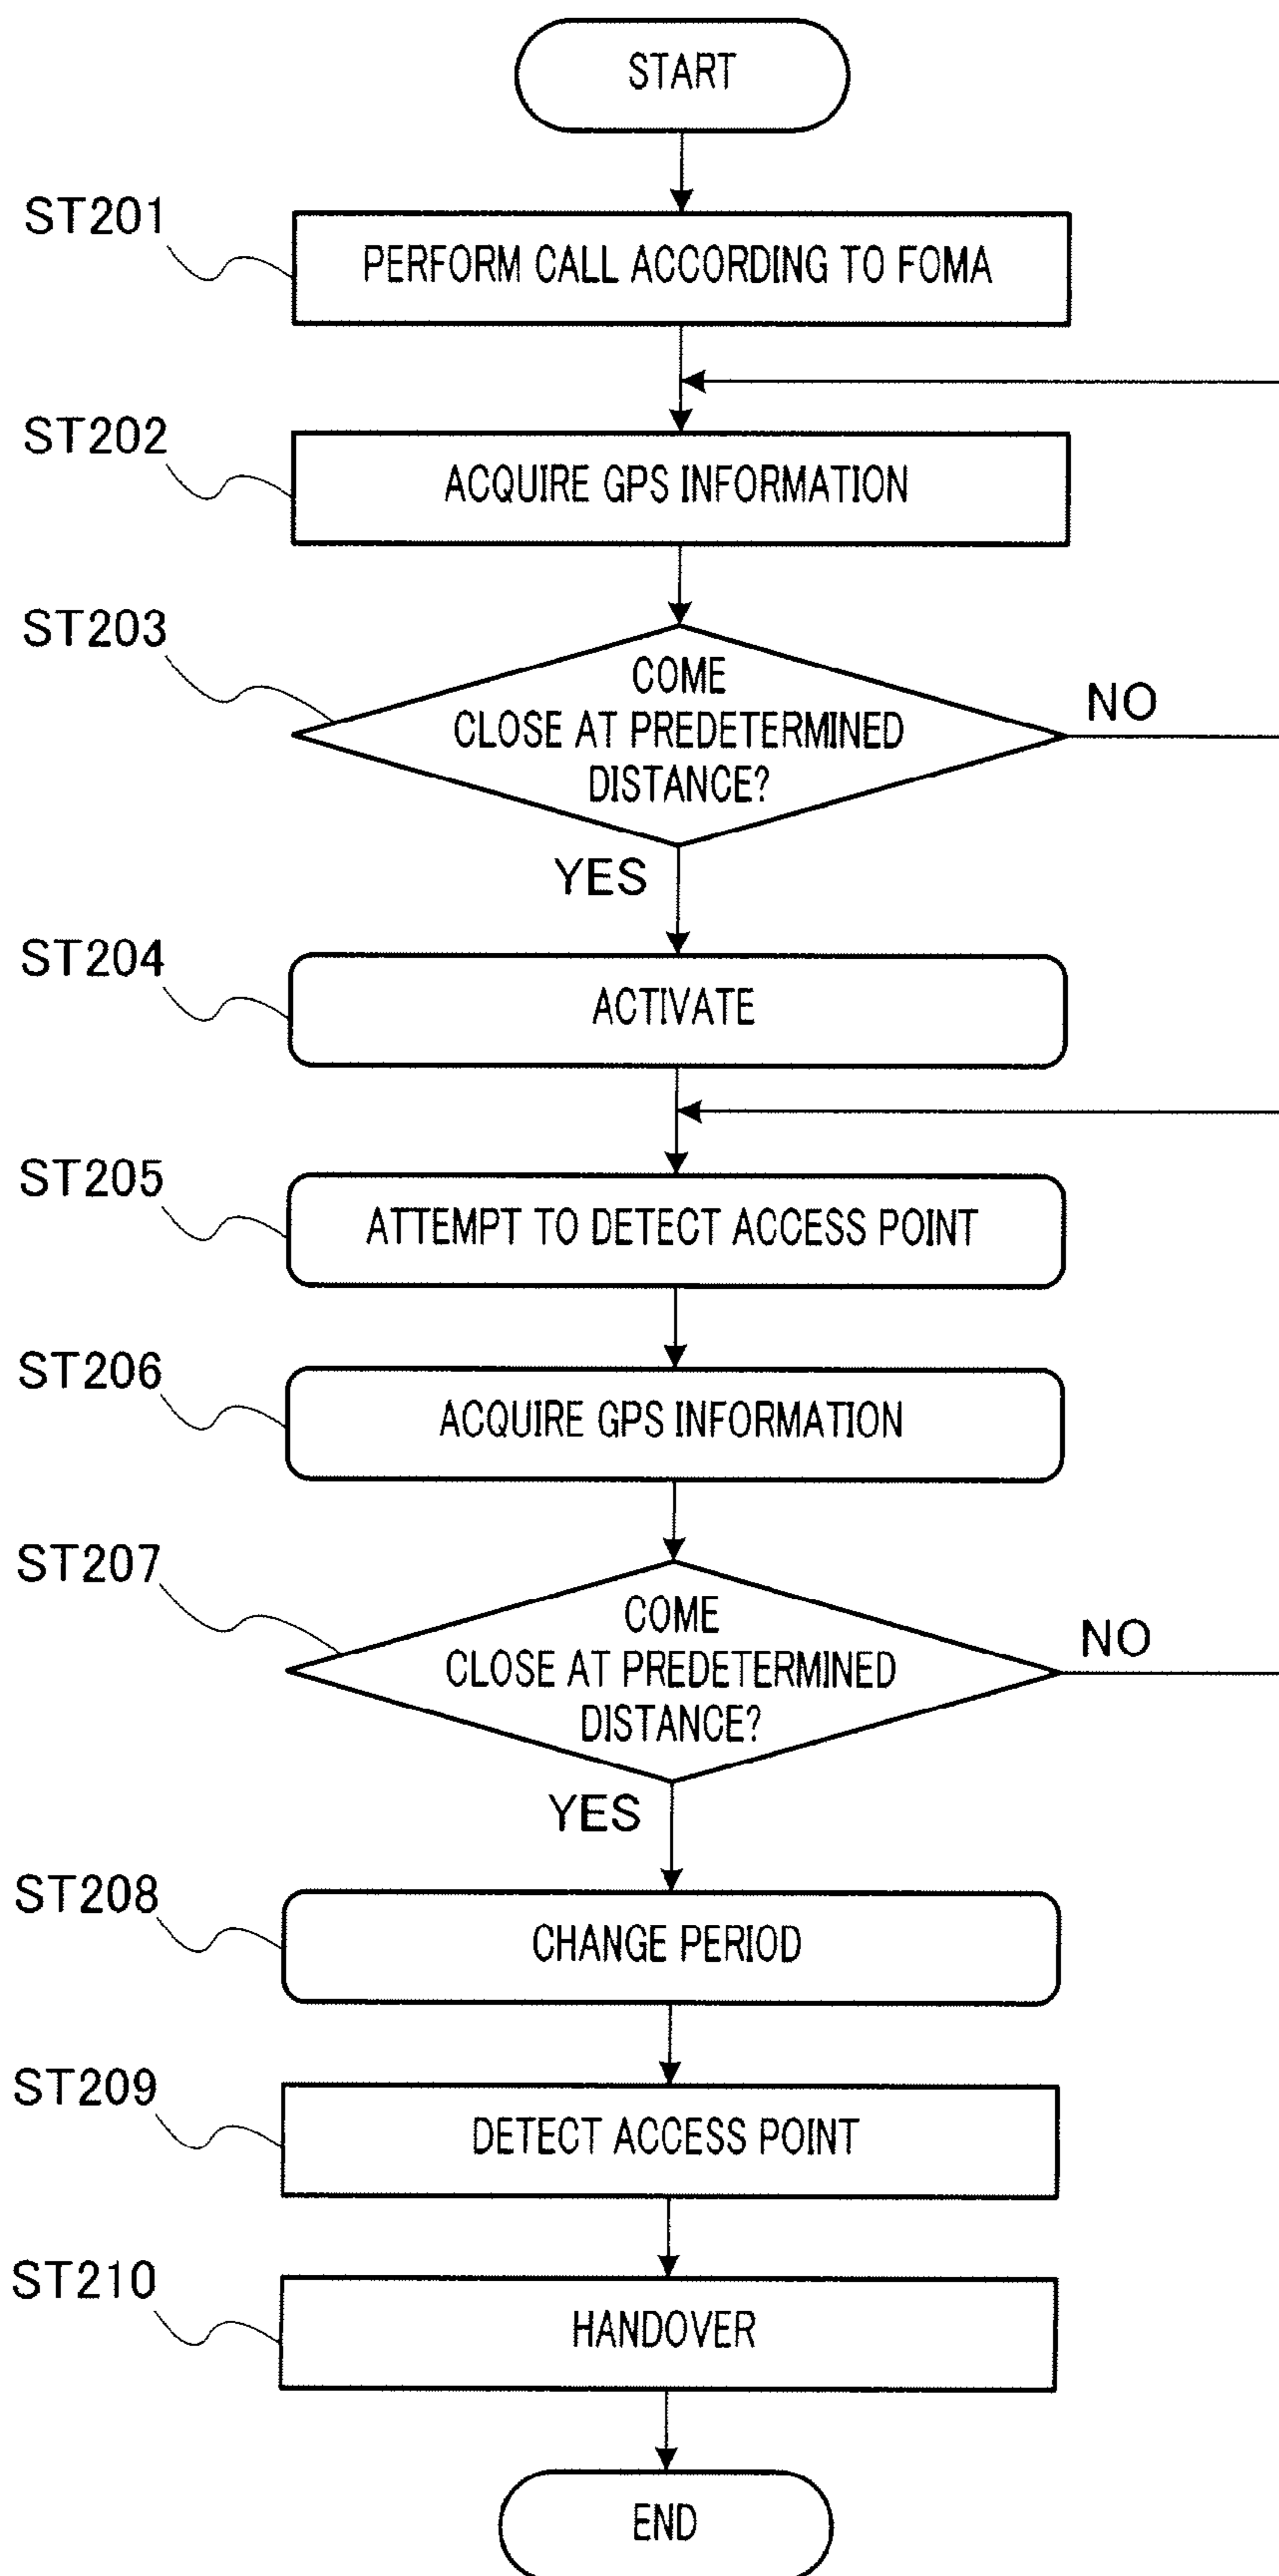 START
ST201
PERFORM CALL ACCORDING TO FOMA
ST202
ACQUIRE GPS INFORMATION
ST203
COME
CLOSE AT PREDETERMINED
DISTANCE?
NO
YES
ST204
ACTIVATE
ST205
ATTEMPT TO DETECT ACCESS POINT
ST206
ACQUIRE GPS INFORMATION
ST207
COME
CLOSE AT PREDETERMINED
DISTANCE?
NO
YES
ST208
CHANGE PERIOD
ST209
DETECT ACCESS POINT
ST210
HANDOVER
END